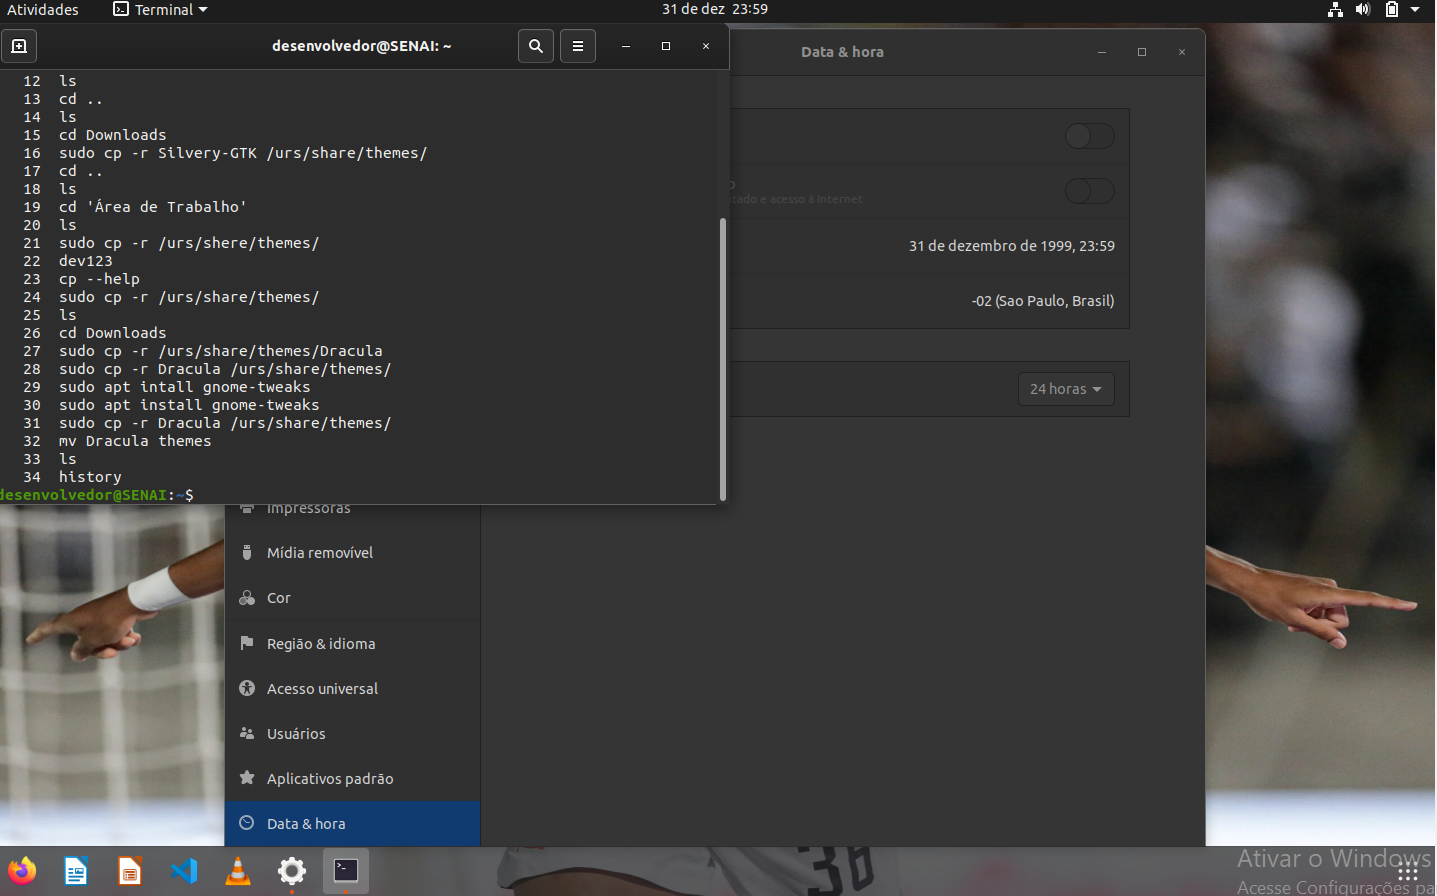 Atividades
Terminal
31 de dez 23:59
desenvolvedor@SENAI: ~
Data & hora
12 ls
13 cd ..
14 ls
15 cd Downloads
16 sudo cp -r Silvery-GTK /urs/share/themes/
17 cd ..
18 ls
19 cd 'Área de Trabalho'
20 ls
21 sudo cp -r /urs/shere/themes/
22 dev123
23 cp --help
24 sudo cp -r /urs/share/themes/
25 ls
26 cd Downloads
27 sudo cp -r /urs/share/themes/Dracula
28 sudo cp -r Dracula /urs/share/themes/
29 sudo apt intall gnome-tweaks
30 sudo apt install gnome-tweaks
31 sudo cp -r Dracula /urs/share/themes/
32 mv Dracula themes
33 ls
34 history
desenvolvedor@SENAI:~$
e acesso à internet
31 de dezembro de 1999, 23:59
-02 (Sao Paulo, Brasil)
24 horas
Impressoras
Mídia removível
Cor
Região & idioma
Acesso universal
Usuários
Aplicativos padrão
Data & hora
36
Ativar o Windows
Acesse Configurações pa